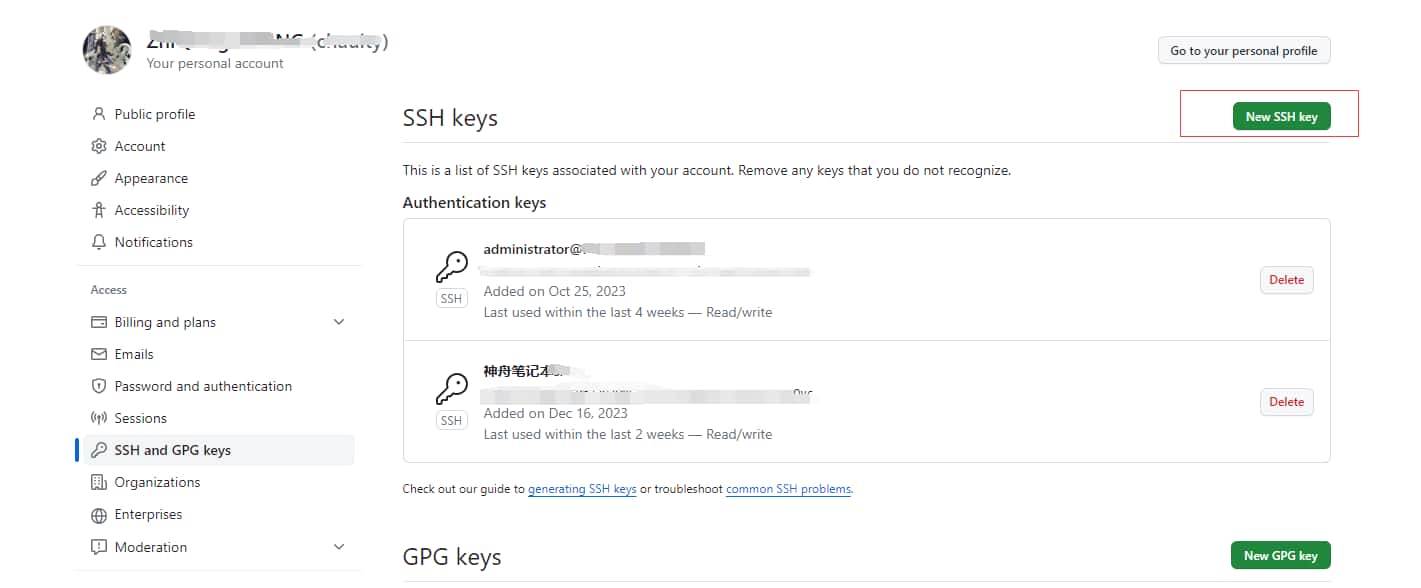 Your personal account
Go to your personal profile
Public profile
Account
Appearance
Accessibility
Notifications
Access
Billing and plans
Emails
Password and authentication
Sessions
SSH and GPG keys
Organizations
Enterprises
Moderation
SSH keys
New SSH key
This is a list of SSH keys associated with your account. Remove any keys that you do not recognize.
Authentication keys
administrator@
SSH
Added on Oct 25, 2023
Last used within the last 4 weeks — Read/write
Delete
神舟笔记本
SSH
Added on Dec 16, 2023
Last used within the last 2 weeks — Read/write
Delete
Check out our guide to generating SSH keys or troubleshoot common SSH problems.
GPG keys
New GPG key